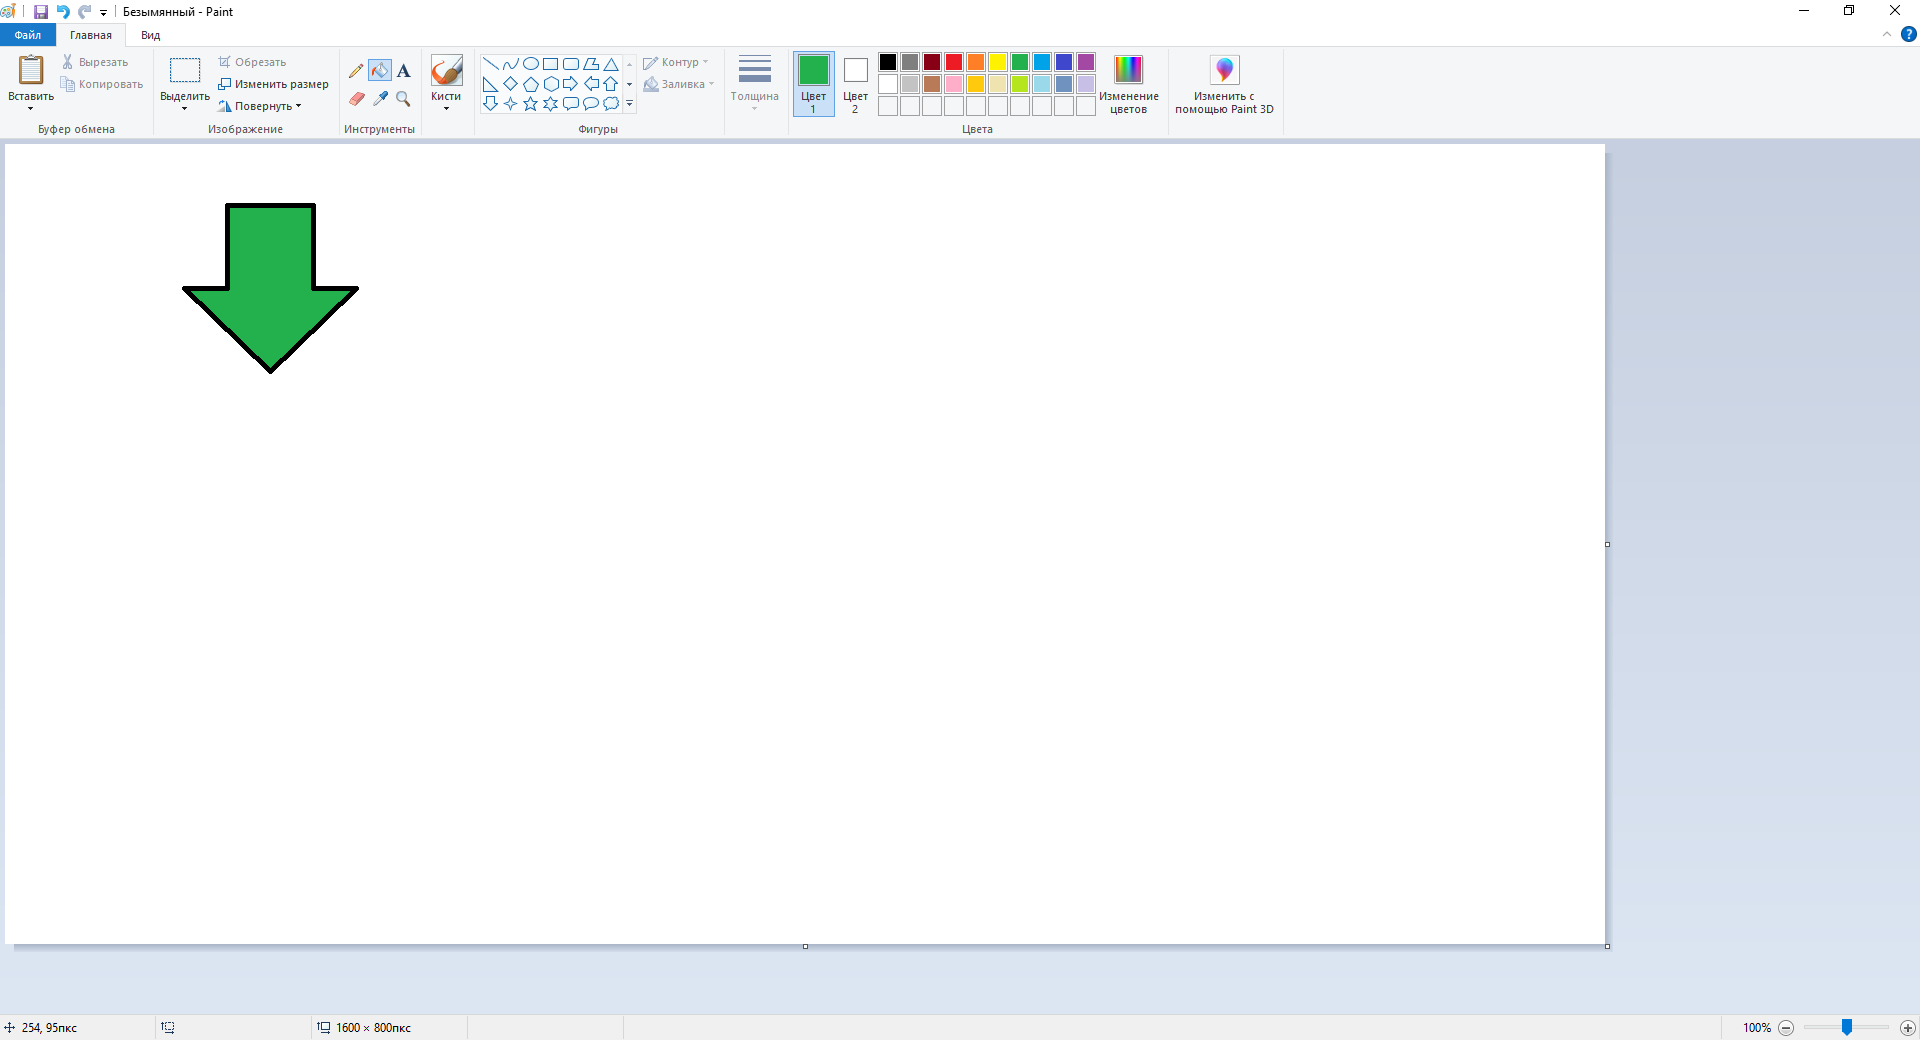 Безымянный - Paint
Файл Главная Вид
Вставить
Вырезать
Копировать
Буфер обмена
Выделить
Обрезать
Изменить размер
Повернуть
Изображение
A
Инструменты
Кисти
Контур
Заливка
Фигуры
Толщина
Цвет
1
Цвет
2
Изменение
цветов
Цвета
Изменить с
помощью Paint 3D
?
254, 95пкс
1600 × 800пкс
100%